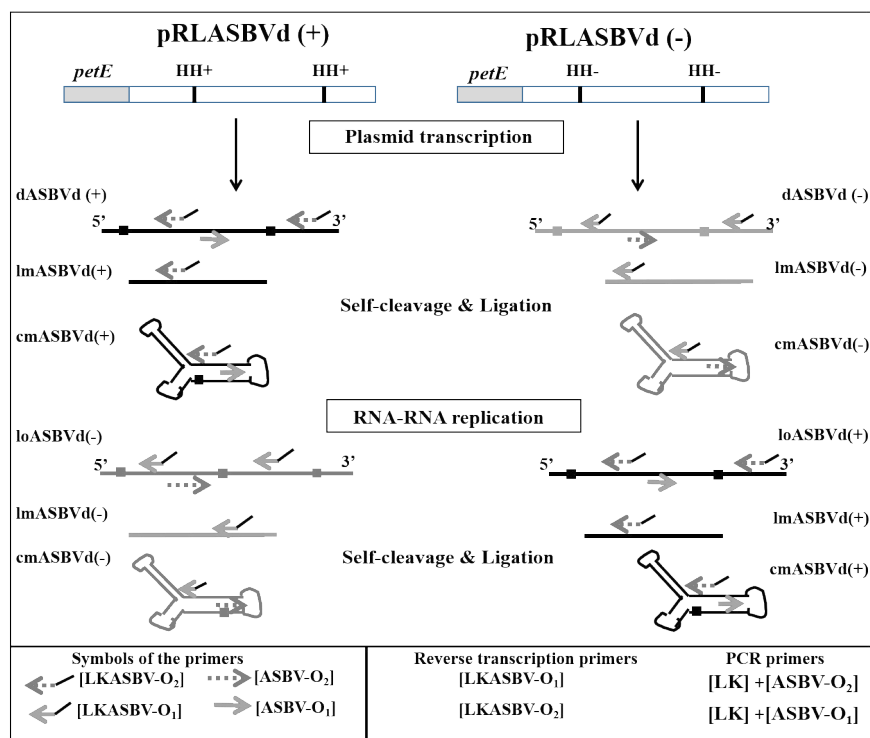 pRLASBVd (+)
pRLASBVd (-)
petE
HH+
HH+
petE
HH-
HH-
Plasmid transcription
dASBVd (+)
5’
3’
dASBVd (-)
5’
3’
lmASBVd(+)
lmASBVd(-)
Self-cleavage & Ligation
cmASBVd(+)
cmASBVd(-)
RNA-RNA replication
loASBVd(-)
5’
3’
loASBVd(+)
5’
3’
lmASBVd(-)
lmASBVd(+)
cmASBVd(-)
Self-cleavage & Ligation
cmASBVd(+)
Symbols of the primers
[LKASBV-O₂]
[ASBV-O₂]
[LKASBV-O₁]
[ASBV-O₁]
Reverse transcription primers
[LKASBV-O₁]
[LKASBV-O₂]
PCR primers
[LK] +[ASBV-O₂]
[LK] +[ASBV-O₁]